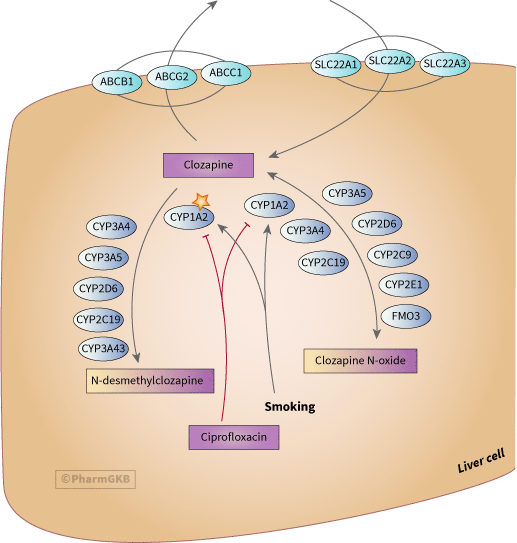 ABCB1
ABCG2
ABCC1
SLC22A1
SLC22A2
SLC22A3
Clozapine
CYP1A2
CYP1A2
CYP3A4
CYP2C19
CYP3A5
CYP2D6
CYP2C9
CYP2E1
FMO3
CYP3A4
CYP3A5
CYP2D6
CYP2C19
CYP3A43
N-desmethylclozapine
Clozapine N-oxide
Smoking
Ciprofloxacin
Liver cell
©PharmGKB